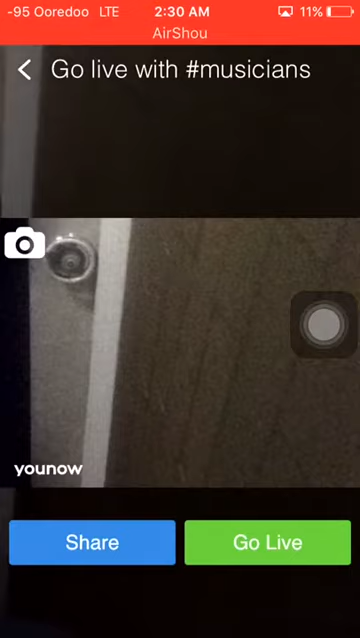 -95 Ooredoo LTE 2:30 AM 11%
AirShou
Go live with #musicians
younow
Share Go Live